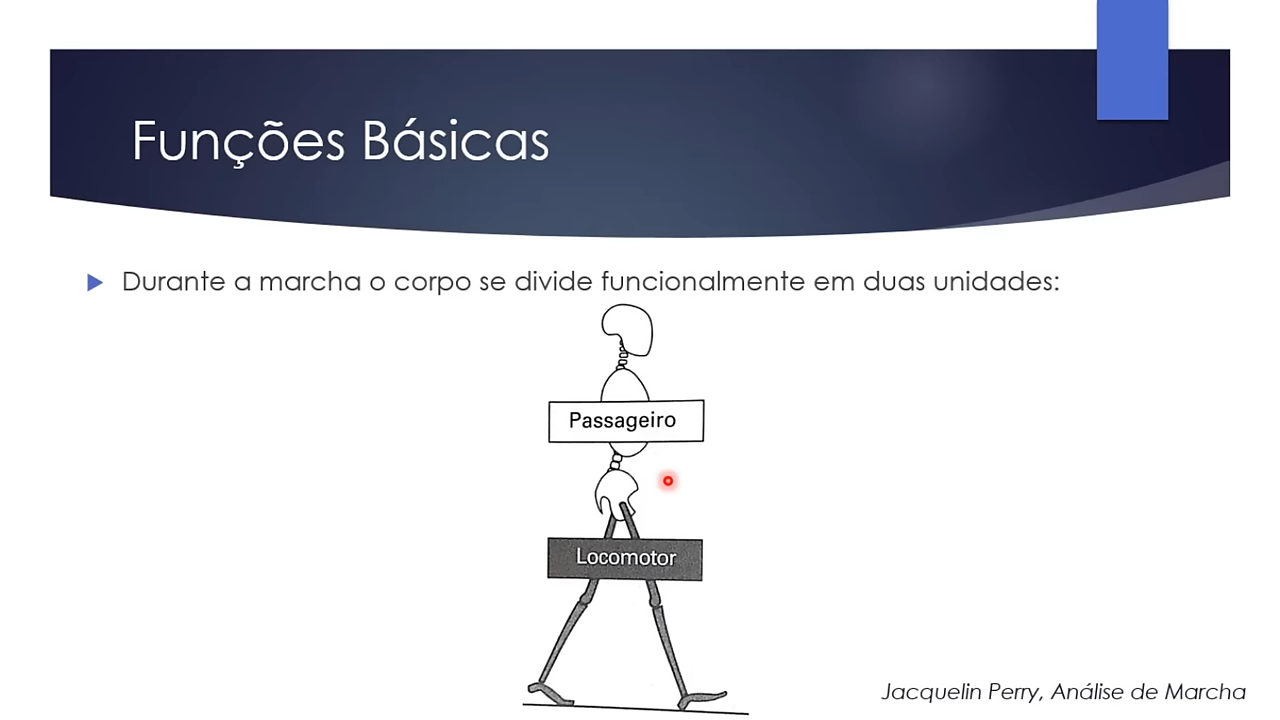 Funções Básicas
Durante a marcha o corpo se divide funcionalmente em duas unidades:
Passageiro
Locomotor
Jacquelin Perry, Análise de Marcha